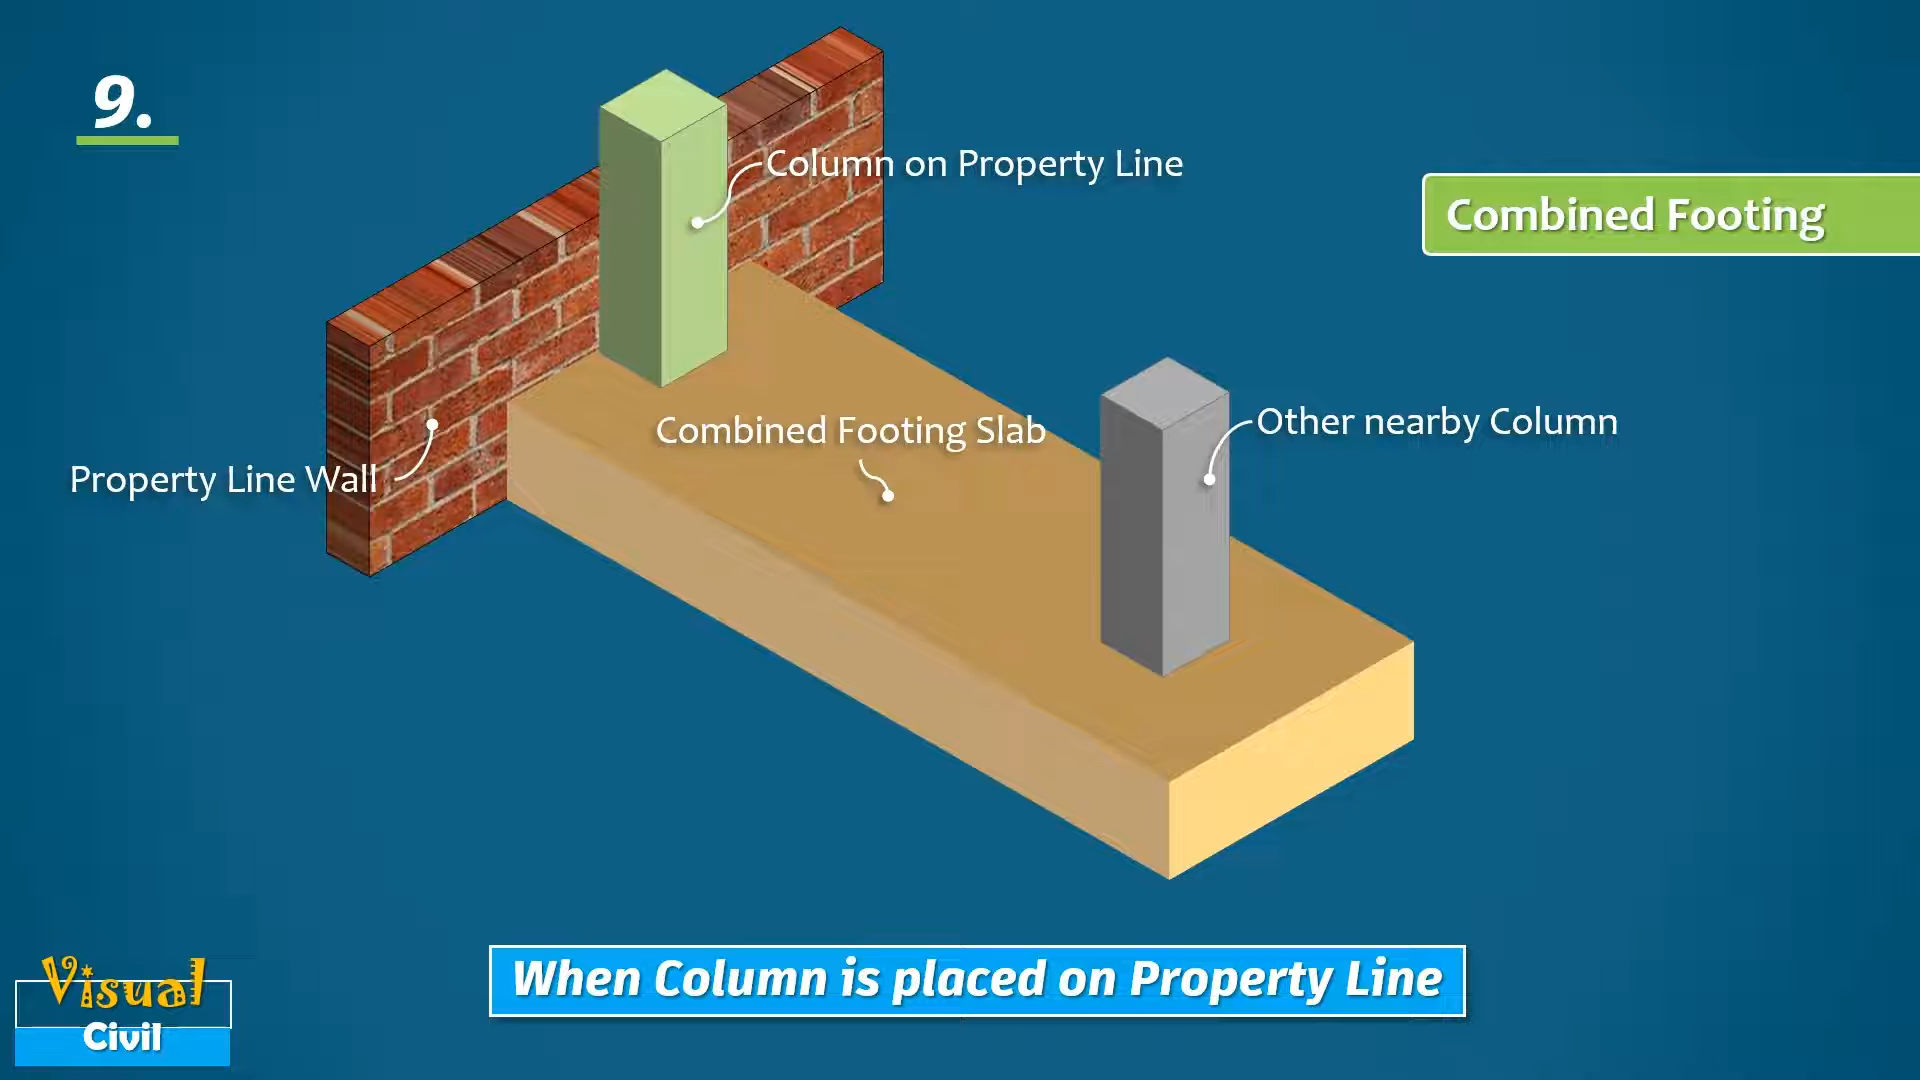 9.
Column on Property Line
Combined Footing
Other nearby Column
Combined Footing Slab
Property Line Wall
When Column is placed on Property Line
Visual
Civil